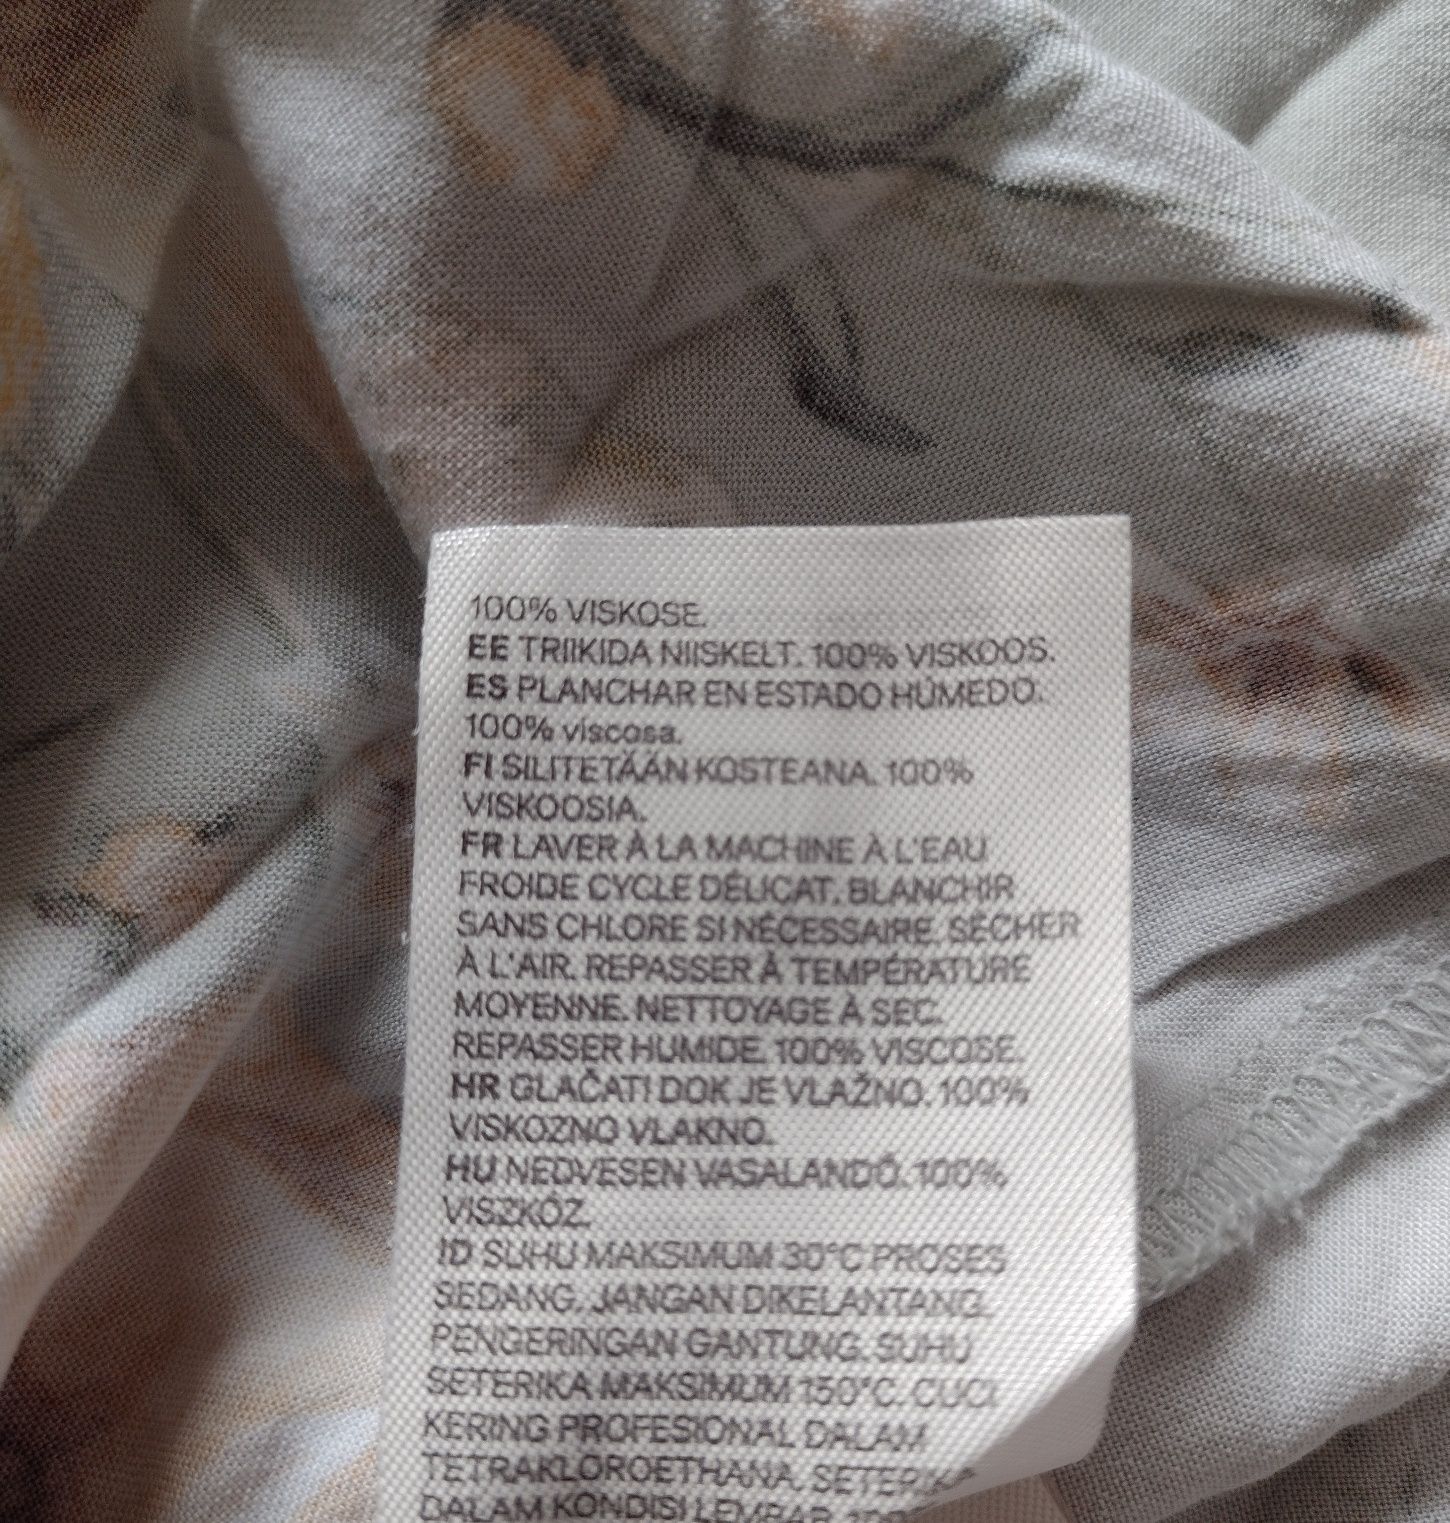 100% VISKOSE.
EE TRIIKIDA NIISKELT. 100% VISKOOS.
ES PLANCHAR EN ESTADO HÚMEDO.
100% viscosa.
FI SILITETÄÄN KOSTEANA. 100%
VISKOOSIA.
FR LAVER À LA MACHINE À L'EAU
FROIDE CYCLE DÉLICAT. BLANCHIR
SANS CHLORE SI NÉCESSAIRE. SÉCHER
À L'AIR. REPASSER À TEMPÉRATURE
MOYENNE. NETTOYAGE À SEC.
REPASSER HUMIDE. 100% VISCOSE.
HR GLAČATI DOK JE VLAŽNO. 100%
VISKOZNO VLAKNO.
HU NEDVESEN VASALANDÓ. 100%
VISZKÓZ.
ID SUHU MAKSIMUM 30°C PROSES
SEDANG. JANGAN DIKELANTANG.
PENGERINGAN GANTUNG. SUHU
SETERIKA MAKSIMUM 150°C. CUCI
KERING PROFESIONAL DALAM
TETRAKLOROETHANA. SETERIKA
DALAM KONDISI LEMBAB.